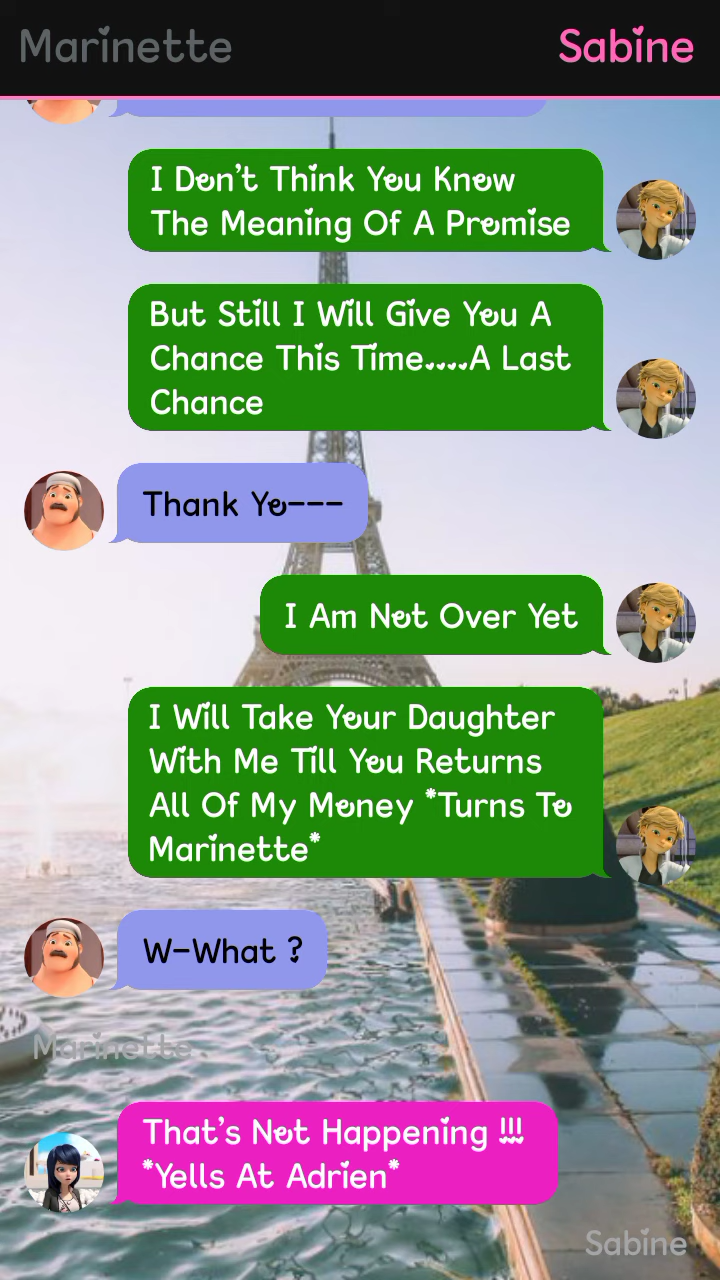 Marinette
Sabine
I Don't Think You Know
The Meaning Of A Promise
But Still I Will Give You A
Chance This Time....A Last
Chance
Thank Yo---
I Am Not Over Yet
I Will Take Your Daughter
With Me Till You Returns
All Of My Money *Turns To
Marinette*
W-What ?
Marinette
That's Not Happening !!!
*Yells At Adrien*
Sabine